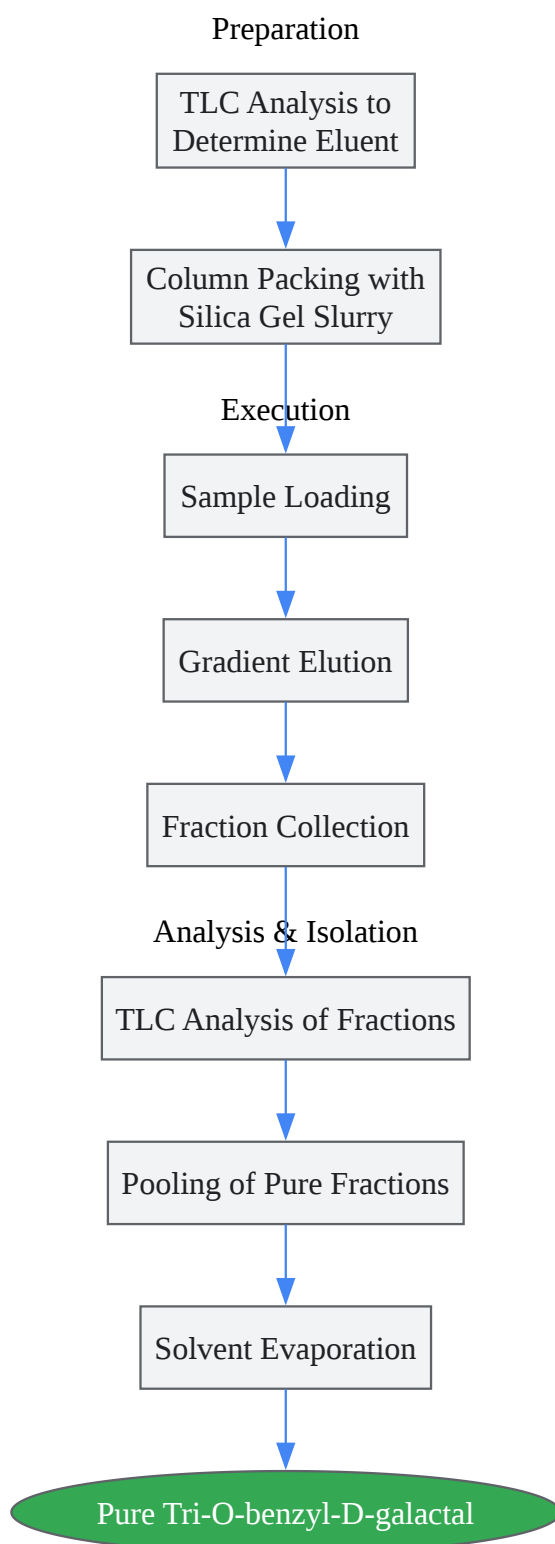 Preparation
TLC Analysis to
Determine Eluent
Column Packing with
Silica Gel Slurry
Execution
Sample Loading
Gradient Elution
Fraction Collection
Analysis & Isolation
TLC Analysis of Fractions
Pooling of Pure Fractions
Solvent Evaporation
Pure Tri-O-benzyl-D-galactal